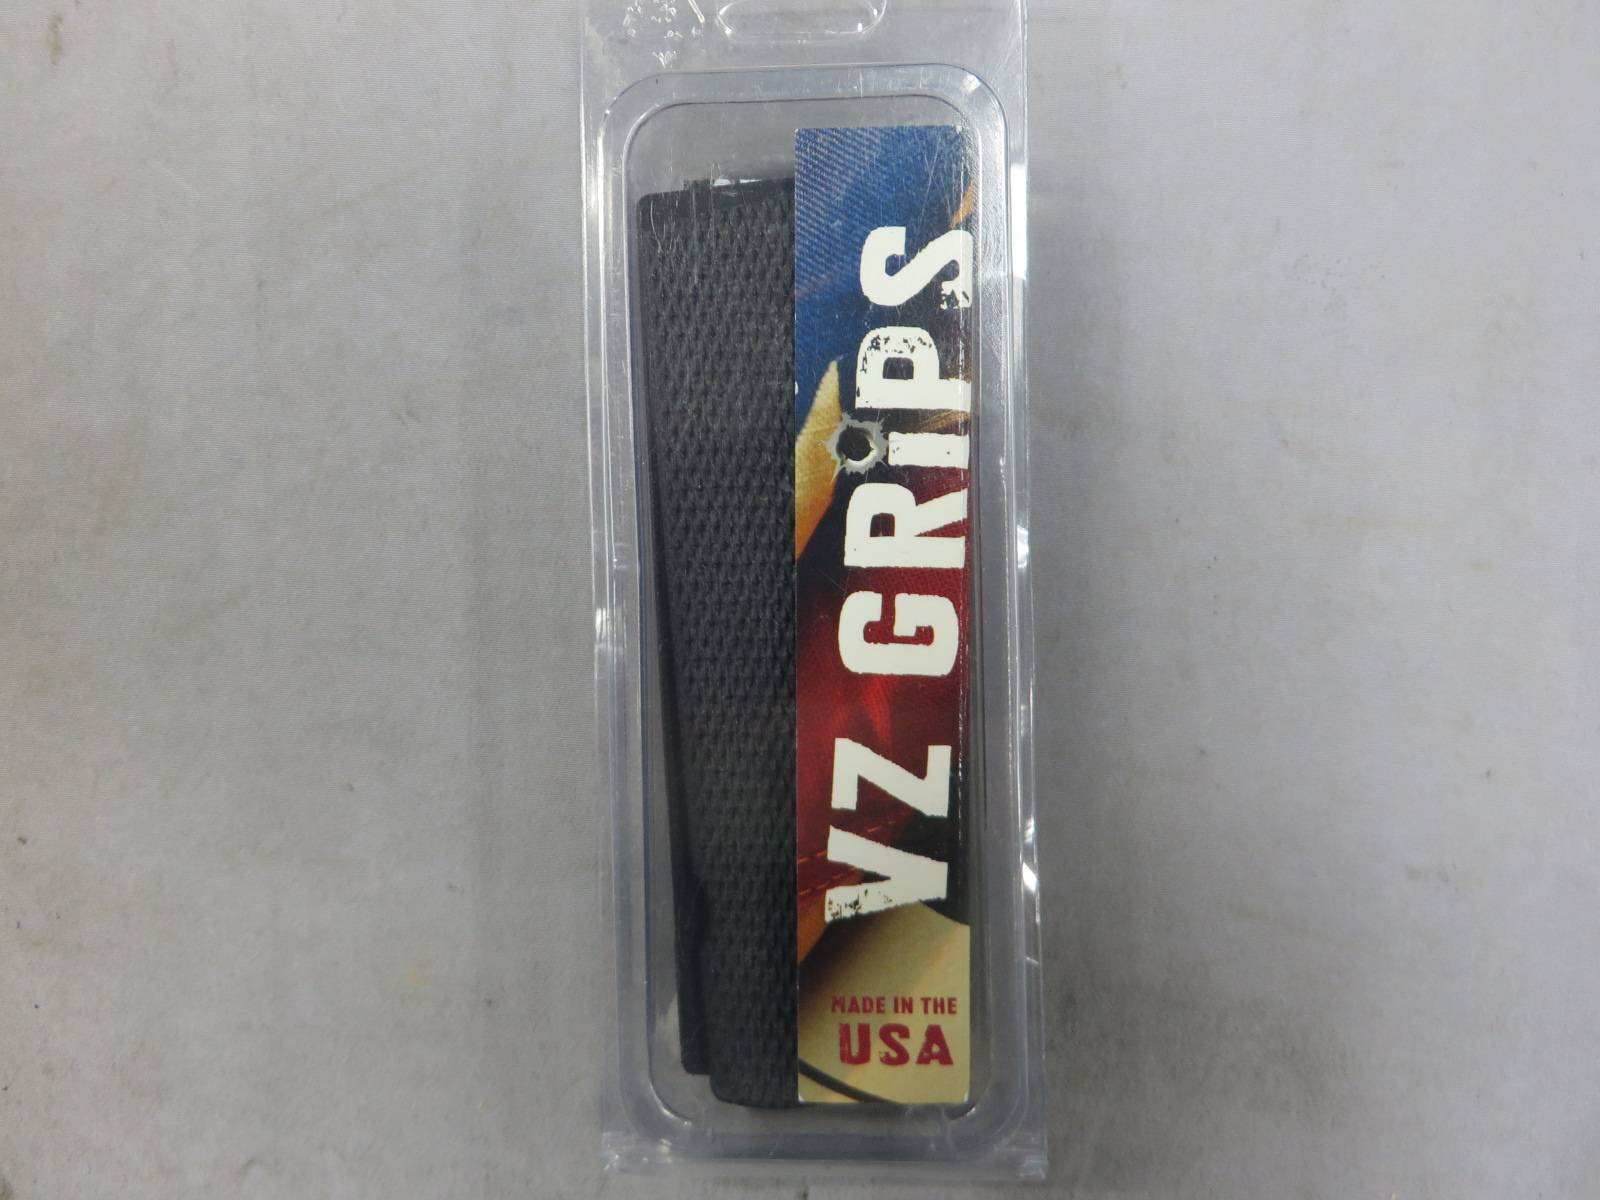 VZ GRIPS
MADE IN THE
USA